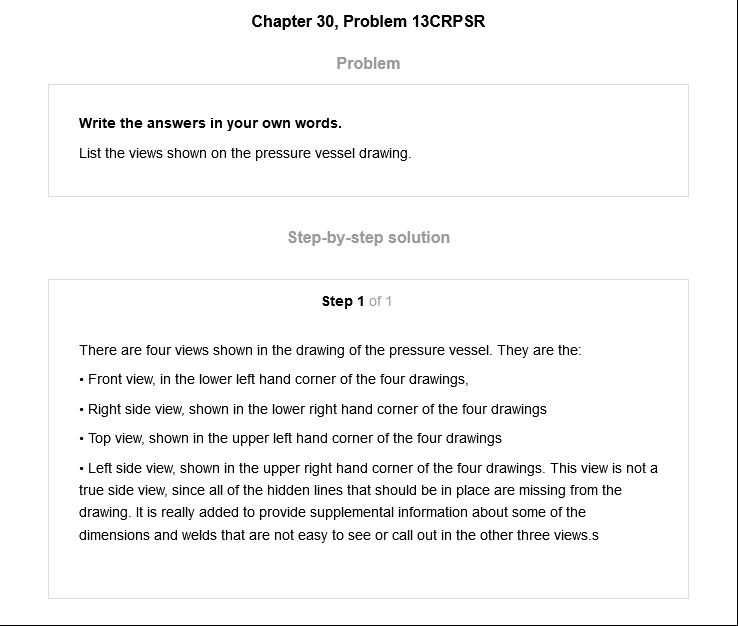 Chapter 30, Problem 13CRPSR
Problem
Write the answers in your own words.
List the views shown on the pressure vessel drawing.
Step-by-step solution
Step 1 of 1
There are four views shown in the drawing of the pressure vessel. They are the:
• Front view, in the lower left hand corner of the four drawings,
• Right side view, shown in the lower right hand corner of the four drawings
• Top view, shown in the upper left hand corner of the four drawings
• Left side view, shown in the upper right hand corner of the four drawings. This view is not a
true side view, since all of the hidden lines that should be in place are missing from the
drawing. It is really added to provide supplemental information about some of the
dimensions and welds that are not easy to see or call out in the other three views.s